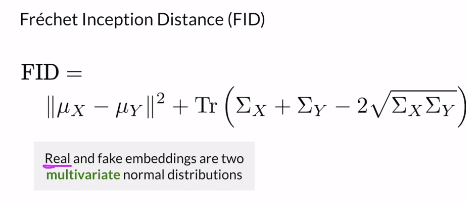 Fréchet Inception Distance (FID)
FID =
‖μX − μY‖² + Tr(ΣX + ΣY − 2√ΣXΣY)
Real and fake embeddings are two
multivariate normal distributions